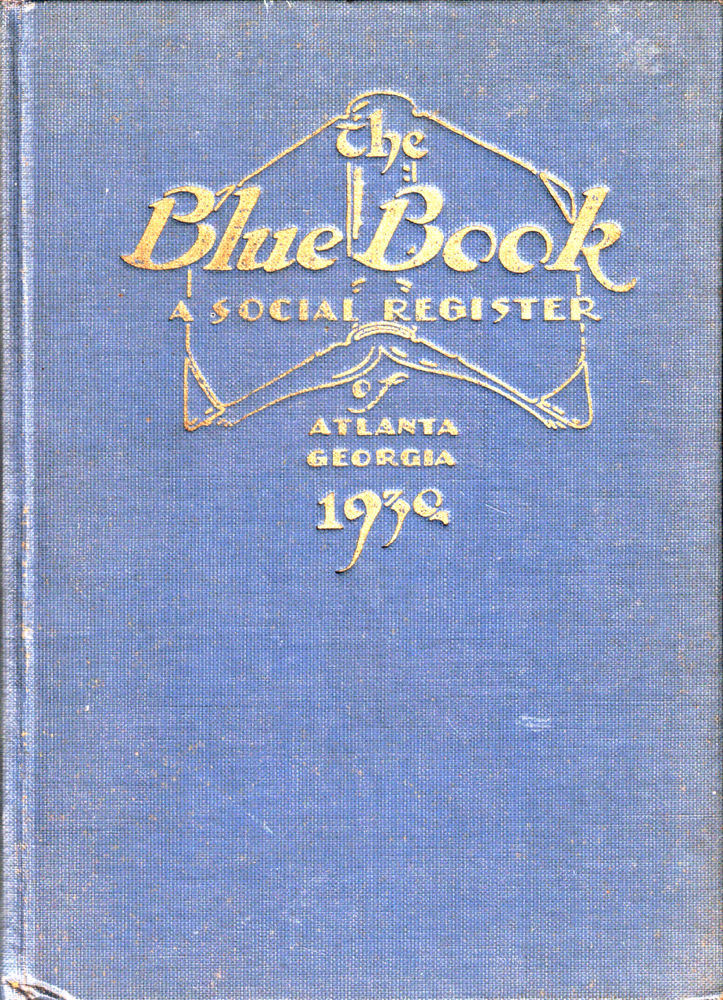 the
Blue Book
A SOCIAL REGISTER
of
ATLANTA
GEORGIA
1930